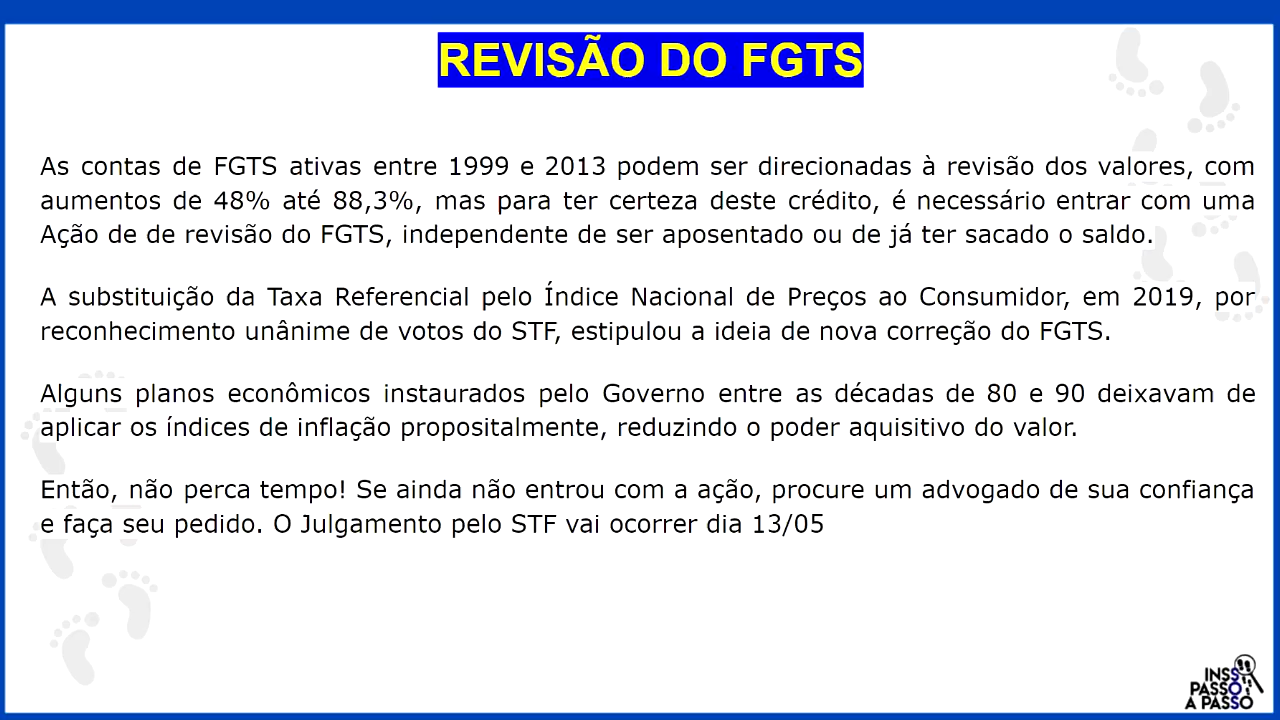 REVISÃO DO FGTS
As contas de FGTS ativas entre 1999 e 2013 podem ser direcionadas à revisão dos valores, com
aumentos de 48% até 88,3%, mas para ter certeza deste crédito, é necessário entrar com uma
Ação de de revisão do FGTS, independente de ser aposentado ou de já ter sacado o saldo.
A substituição da Taxa Referencial pelo Índice Nacional de Preços ao Consumidor, em 2019, por
reconhecimento unânime de votos do STF, estipulou a ideia de nova correção do FGTS.
Alguns planos econômicos instaurados pelo Governo entre as décadas de 80 e 90 deixavam de
aplicar os índices de inflação propositalmente, reduzindo o poder aquisitivo do valor.
Então, não perca tempo! Se ainda não entrou com a ação, procure um advogado de sua confiança
e faça seu pedido. O Julgamento pelo STF vai ocorrer dia 13/05
INSS
PASSO
A PASSO